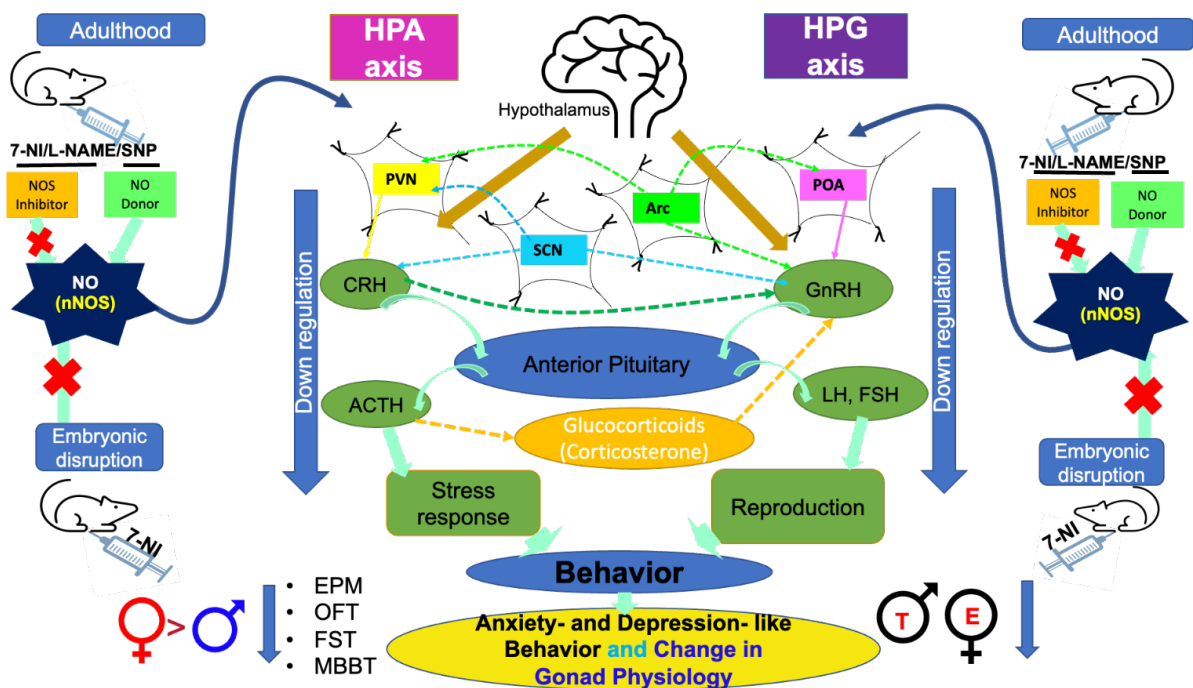 Adulthood
HPA
axis
HPG
axis
Adulthood
Hypothalamus
7-NI/L-NAME/SNP
NOS
Inhibitor
NO
Donor
NO
(nNOS)
Embryonic
disruption
7-NI
Down regulation
PVN
SCN
Arc
POA
CRH
GnRH
Anterior Pituitary
ACTH
LH, FSH
Glucocorticoids
(Corticosterone)
Stress
response
Reproduction
Behavior
Anxiety- and Depression- like
Behavior and Change in
Gonad Physiology
Down regulation
7-NI/L-NAME/SNP
NOS
Inhibitor
NO
Donor
NO
(nNOS)
Embryonic
disruption
7-NI
>
• EPM
• OFT
• FST
• MBBT
T
E